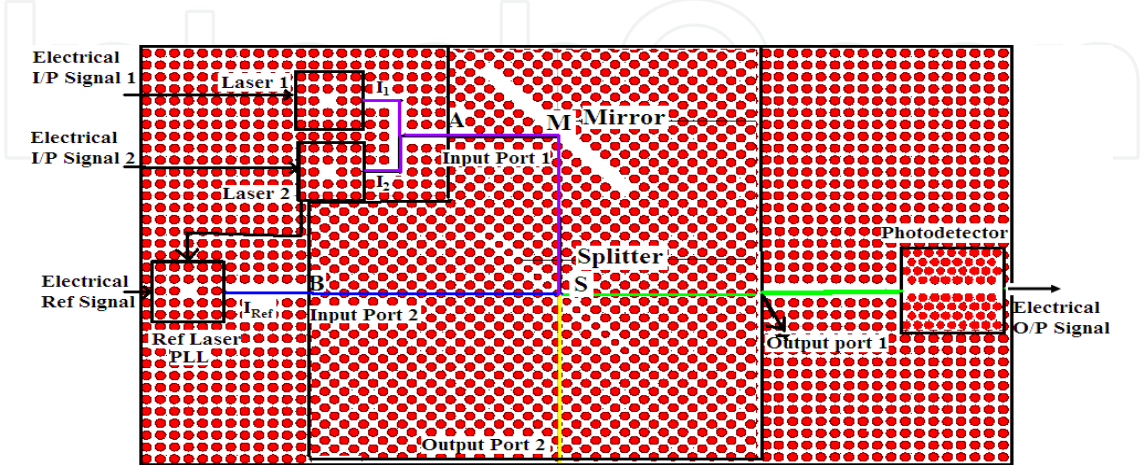 Electrical
I/P Signal 1
Laser 1
I1
A
M
Mirror
Electrical
I/P Signal 2
Input Port 1
I2
Laser 2
Photodetector
Splitter
S
Electrical
Ref Signal
B
IRef
Input Port 2
Electrical
O/P Signal
Ref Laser
PLL
Output port 1
Output Port 2